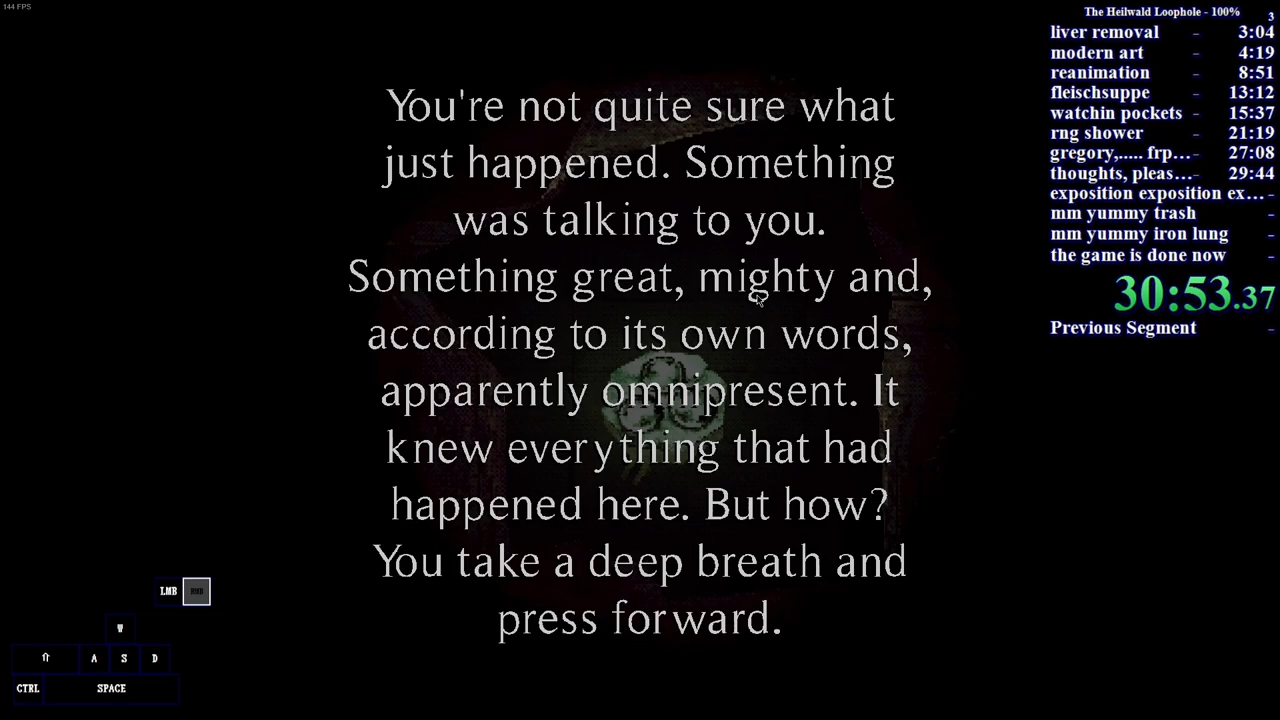 144 FPS
You're not quite sure what
just happened. Something
was talking to you.
Something great, mighty and,
according to its own words,
apparently omnipresent. It
knew everything that had
happened here. But how?
You take a deep breath and
press forward.
The Heilwald Loophole - 100%
3
liver removal - 3:04
modern art - 4:19
reanimation - 8:51
fleischsuppe - 13:12
watchin pockets - 15:37
rng shower - 21:19
gregory,..... frp...- 27:08
thoughts, pleas...- 29:44
exposition exposition ex... -
mm yummy trash -
mm yummy iron lung -
the game is done now -
30:53.37
Previous Segment -
LMB RMB
W
⇧ A S D
CTRL SPACE